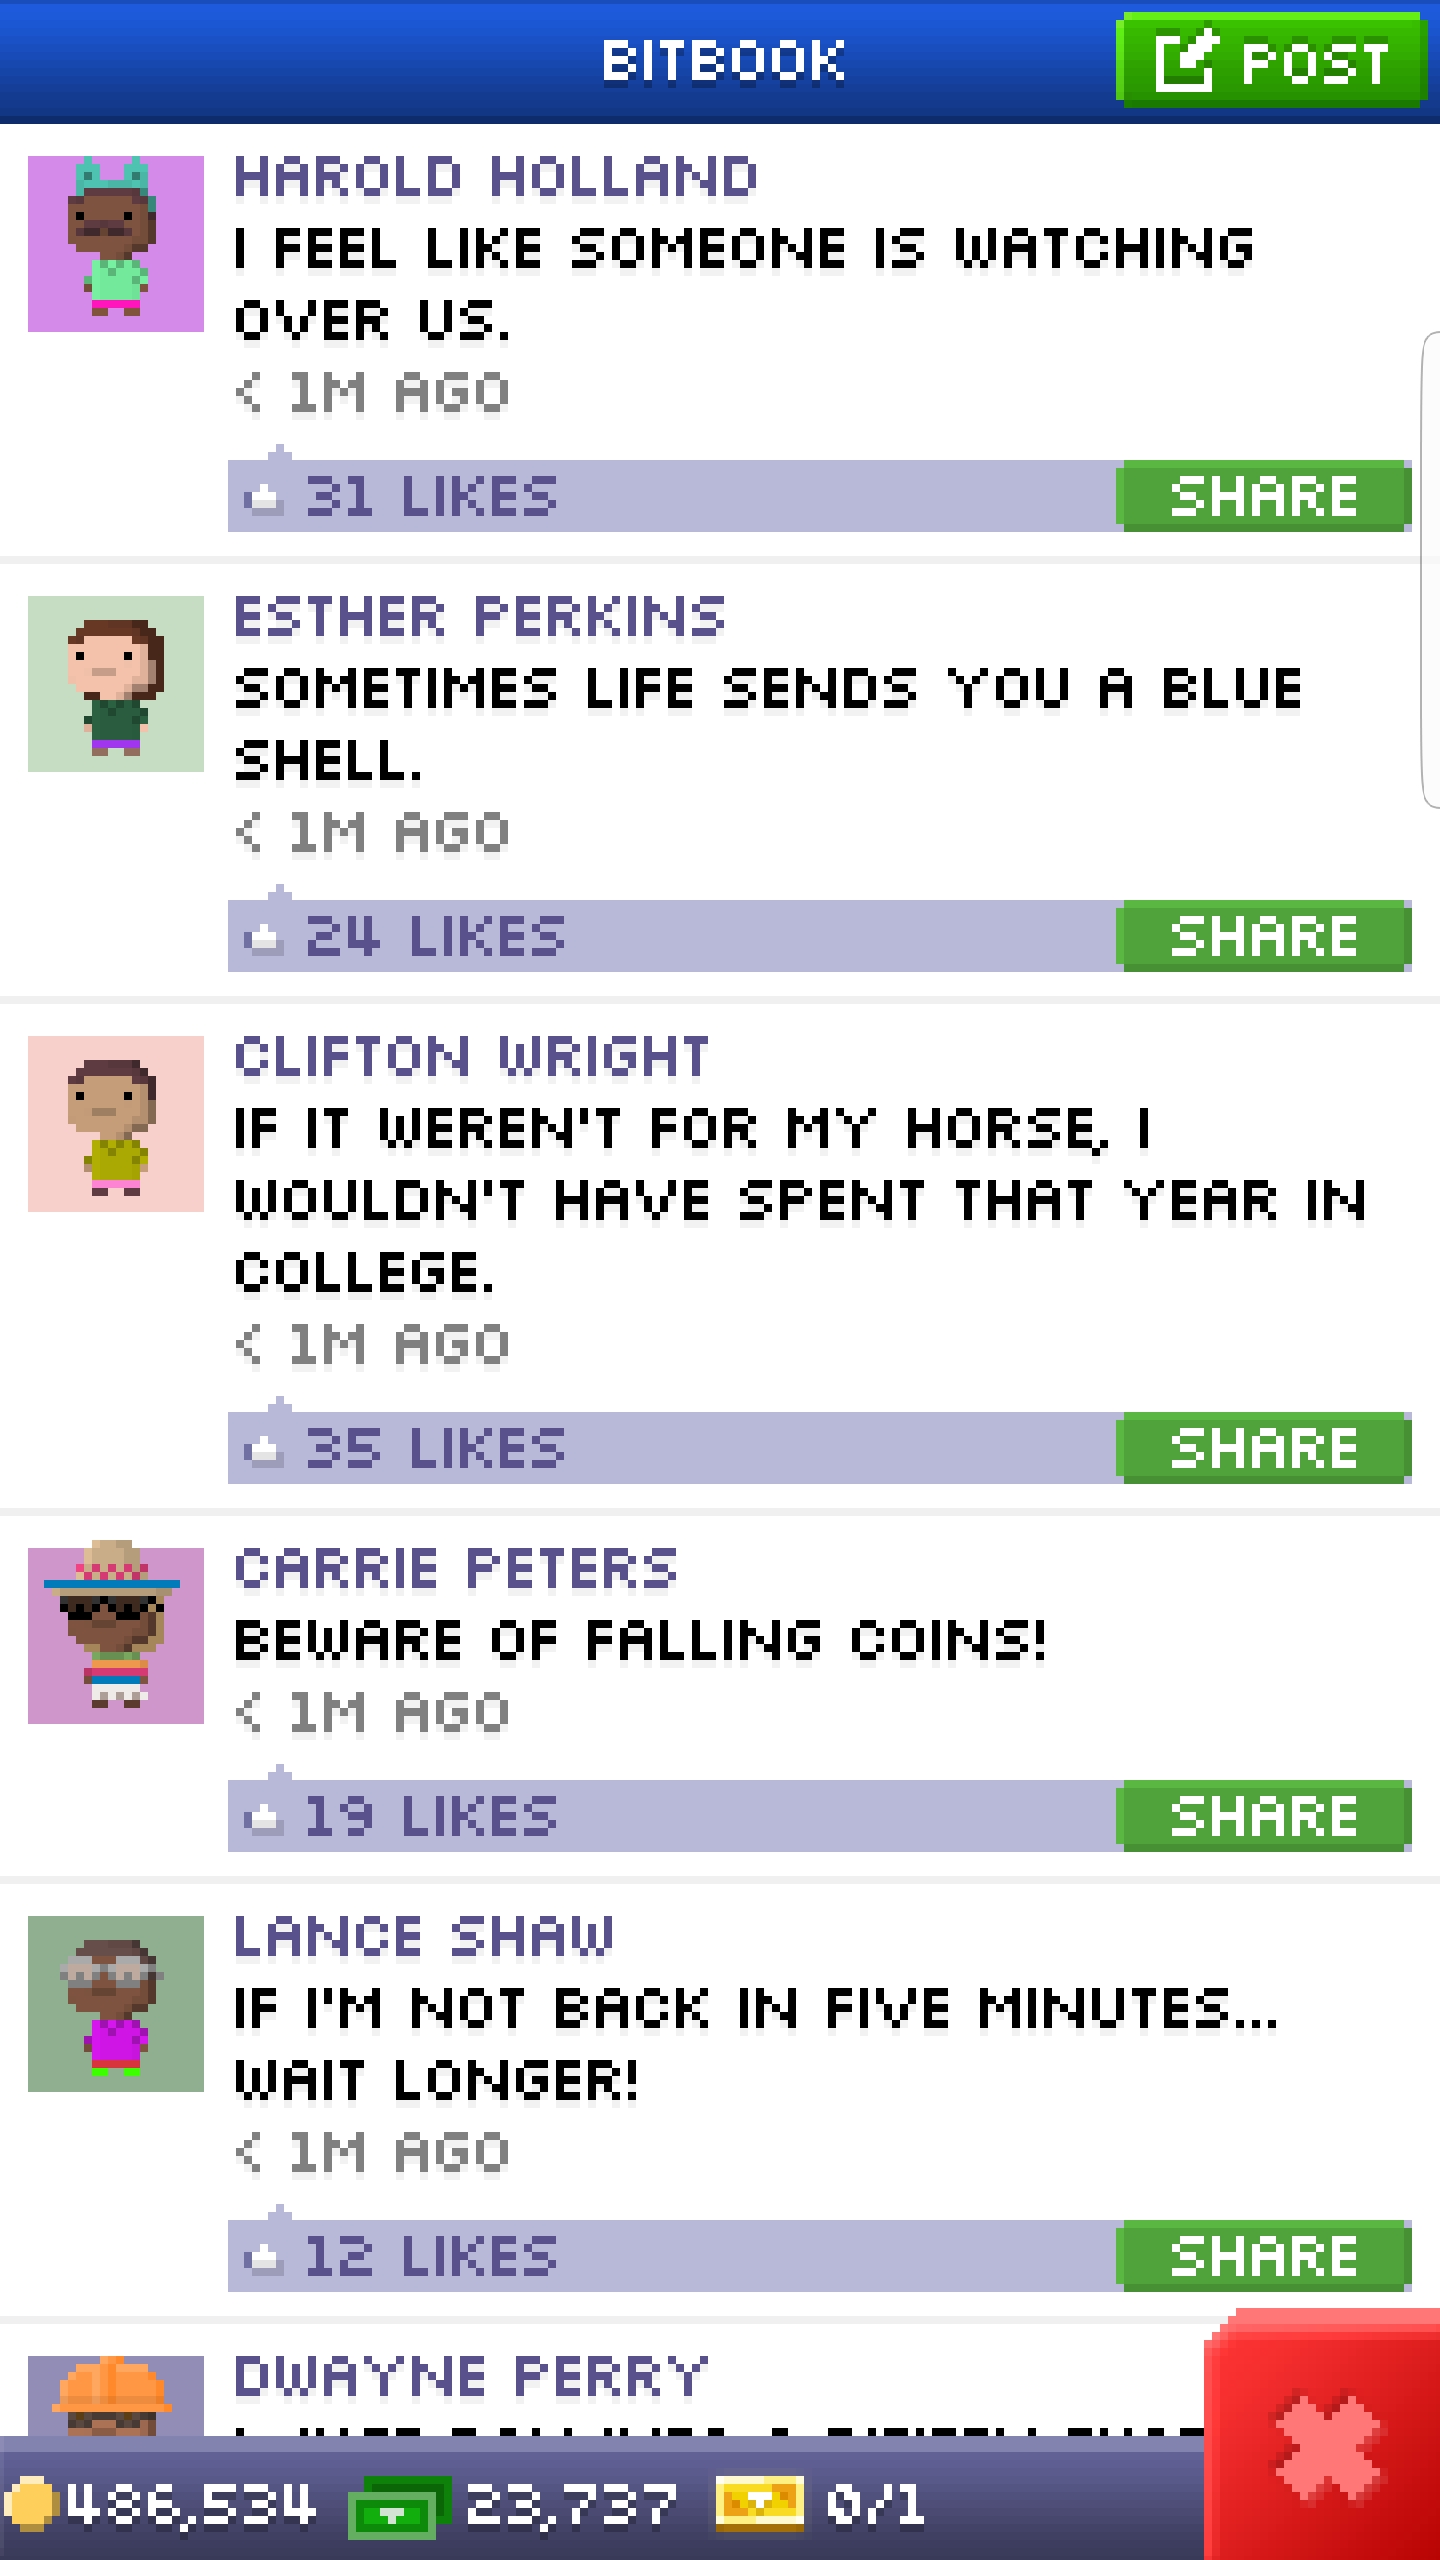 BITBOOK
POST
HAROLD HOLLAND
I FEEL LIKE SOMEONE IS WATCHING
OVER US.
< 1M AGO
31 LIKES
SHARE
ESTHER PERKINS
SOMETIMES LIFE SENDS YOU A BLUE
SHELL.
< 1M AGO
24 LIKES
SHARE
CLIFTON WRIGHT
IF IT WEREN'T FOR MY HORSE, I
WOULDN'T HAVE SPENT THAT YEAR IN
COLLEGE.
< 1M AGO
35 LIKES
SHARE
CARRIE PETERS
BEWARE OF FALLING COINS!
< 1M AGO
19 LIKES
SHARE
LANCE SHAW
IF I'M NOT BACK IN FIVE MINUTES...
WAIT LONGER!
< 1M AGO
12 LIKES
SHARE
DWAYNE PERRY
486,534
23,737
0/1